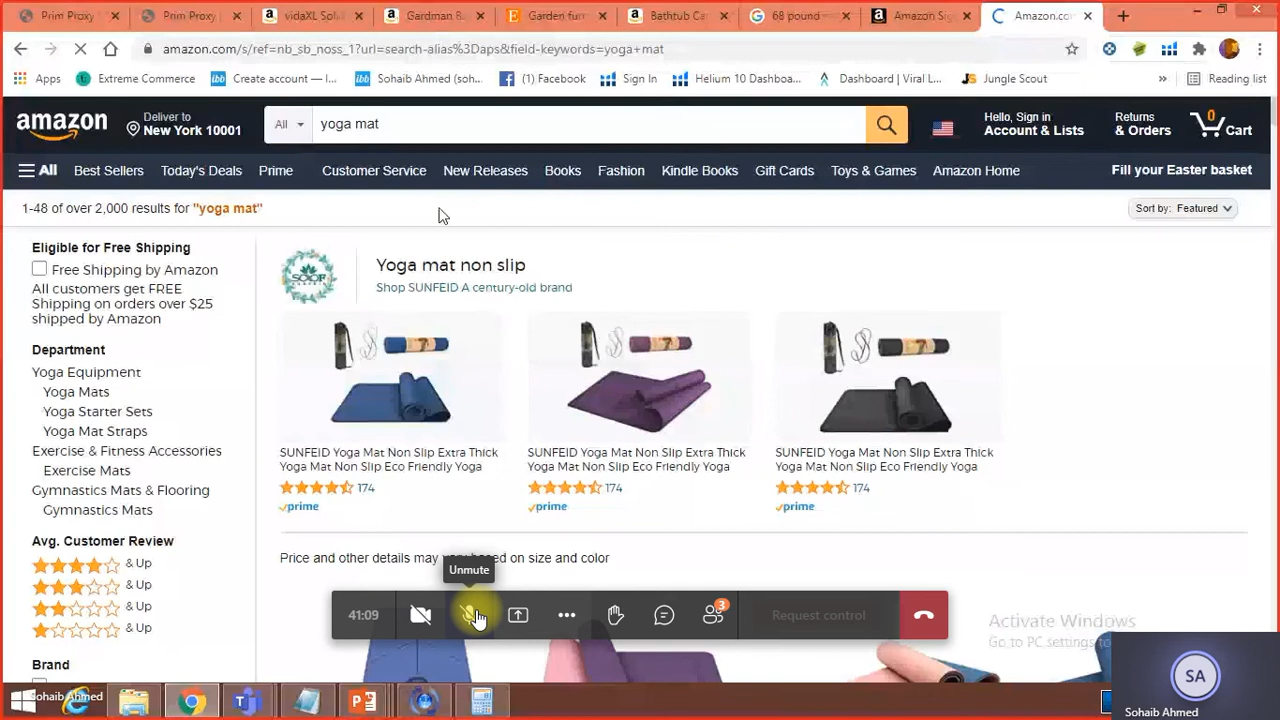 Prim Proxy
Prim Proxy
vidaXL Sol
Gardman R
Garden furn
Bathtub Ca
68 pound
Amazon Sig
Amazon.com
amazon.com/s/ref=nb_sb_noss_1?url=search-alias%3Daps&field-keywords=yoga+mat
Apps
Extreme Commerce
ibb Create account — I...
ibb Sohaib Ahmed (soh...
(1) Facebook
Sign In
Helium 10 Dashboa...
Dashboard | Viral L...
Jungle Scout
»
Reading list
amazon
Deliver to
New York 10001
All
yoga mat
Hello, Sign in
Account & Lists
Returns
& Orders
0
Cart
All
Best Sellers
Today's Deals
Prime
Customer Service
New Releases
Books
Fashion
Kindle Books
Gift Cards
Toys & Games
Amazon Home
Fill your Easter basket
1-48 of over 2,000 results for "yoga mat"
Sort by: Featured
Eligible for Free Shipping
Free Shipping by Amazon
All customers get FREE
Shipping on orders over $25
shipped by Amazon
Department
Yoga Equipment
Yoga Mats
Yoga Starter Sets
Yoga Mat Straps
Exercise & Fitness Accessories
Exercise Mats
Gymnastics Mats & Flooring
Gymnastics Mats
Avg. Customer Review
& Up
& Up
& Up
& Up
Brand
Yoga mat non slip
Shop SUNFEID A century-old brand
SUNFEID Yoga Mat Non Slip Extra Thick
Yoga Mat Non Slip Eco Friendly Yoga
174
prime
SUNFEID Yoga Mat Non Slip Extra Thick
Yoga Mat Non Slip Eco Friendly Yoga
174
prime
SUNFEID Yoga Mat Non Slip Extra Thick
Yoga Mat Non Slip Eco Friendly Yoga
174
prime
Price and other details may vary based on size and color
Unmute
41:09
3
Request control
Activate Windows
Go to PC settings to
SA
Sohaib Ahmed
Sohaib Ahmed